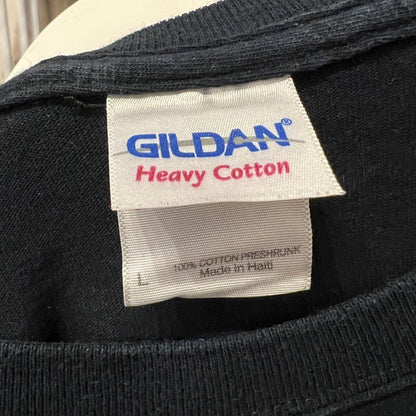 GILDAN®
Heavy Cotton
100% COTTON PRESHRUNK
L Made in Haiti